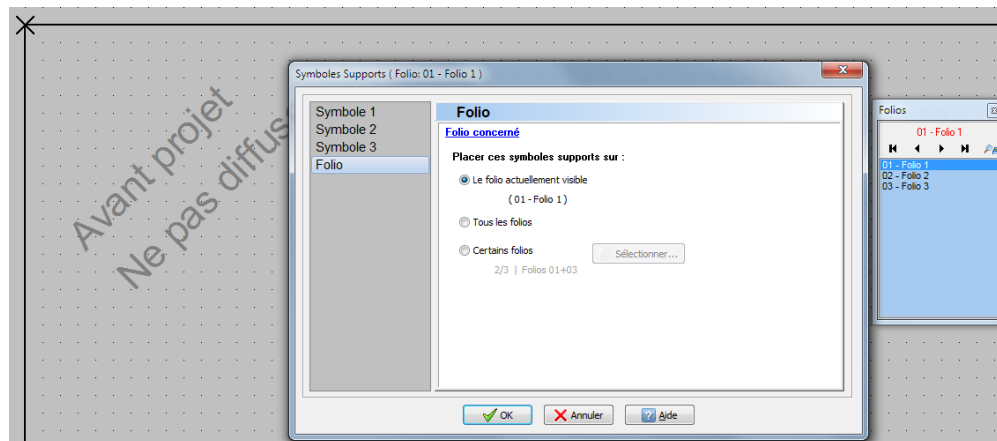 Avant projet
Ne pas diffus
Symboles Supports ( Folio: 01 - Folio 1 )
Symbole 1
Symbole 2
Symbole 3
Folio
Folio
Folio concerné
Placer ces symboles supports sur :
Le folio actuellement visible
( 01 - Folio 1 )
Tous les folios
Certains folios
Sélectionner...
2/3 | Folios 01+03
OK
Annuler
Aide
Folios
01 - Folio 1
01 - Folio 1
02 - Folio 2
03 - Folio 3